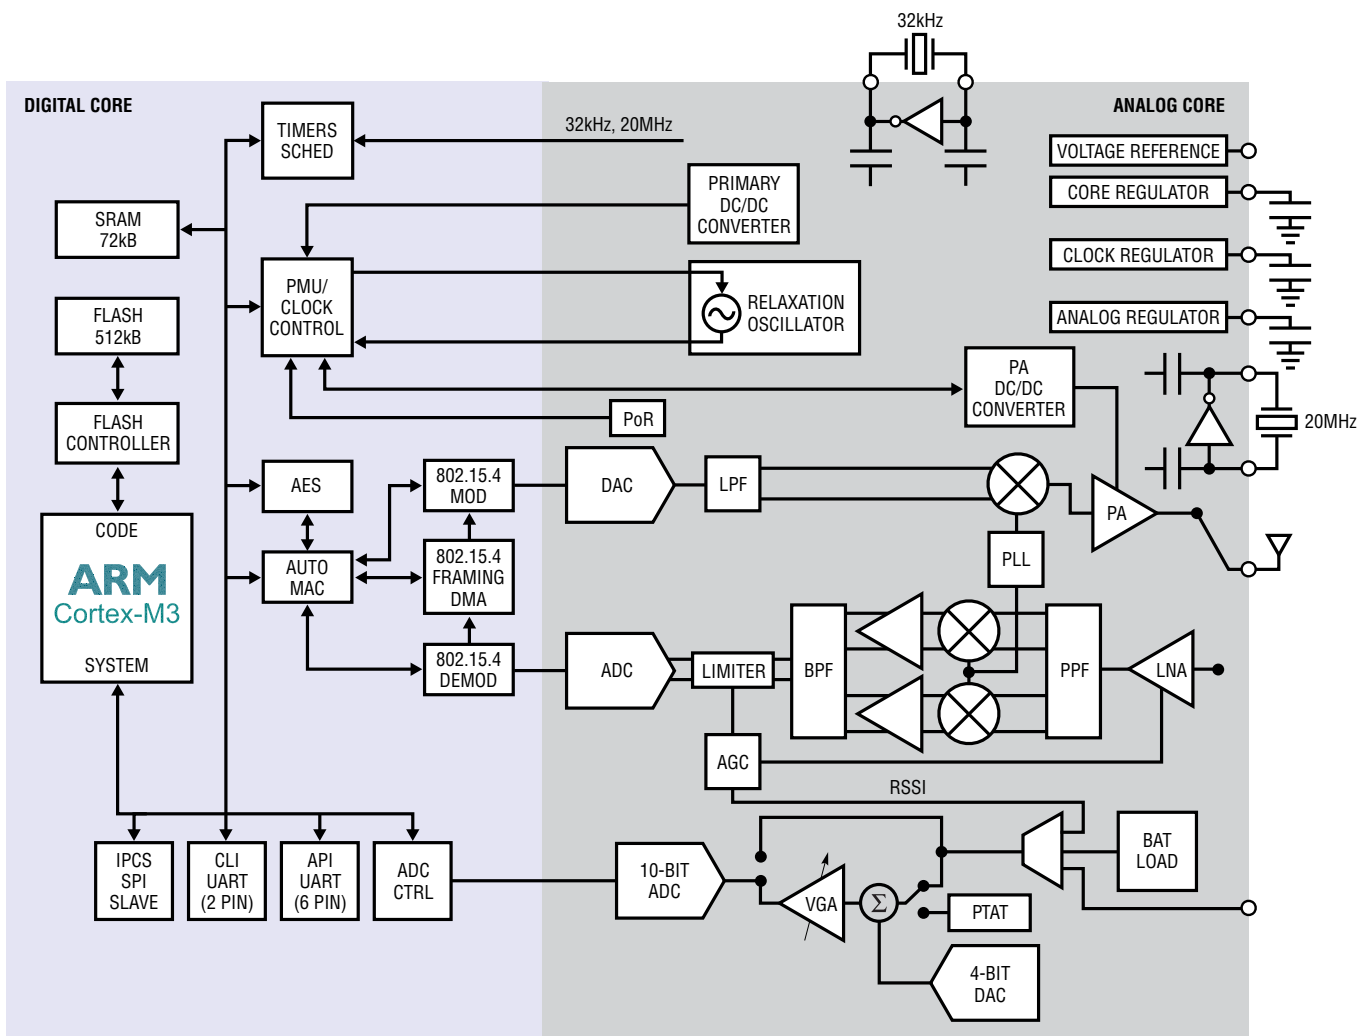 32kHz
DIGITAL CORE
ANALOG CORE
TIMERS
SCHED
32kHz, 20MHz
VOLTAGE REFERENCE
PRIMARY
DC/DC
CONVERTER
CORE REGULATOR
SRAM
72kB
CLOCK REGULATOR
PMU/
CLOCK
CONTROL
RELAXATION
OSCILLATOR
FLASH
512kB
ANALOG REGULATOR
PA
DC/DC
CONVERTER
FLASH
CONTROLLER
PoR
20MHz
AES
802.15.4
MOD
DAC
LPF
PA
CODE
ARM
Cortex-M3
SYSTEM
AUTO
MAC
802.15.4
FRAMING
DMA
PLL
802.15.4
DEMOD
ADC
LIMITER
BPF
PPF
LNA
AGC
RSSI
IPCS
SPI
SLAVE
CLI
UART
(2 PIN)
API
UART
(6 PIN)
ADC
CTRL
10-BIT
ADC
VGA
Σ
PTAT
BAT
LOAD
4-BIT
DAC